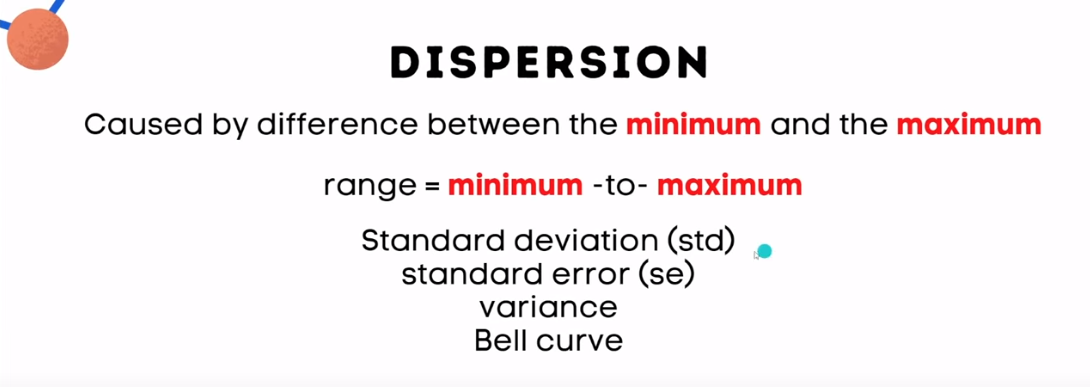 DISPERSION
Caused by difference between the minimum and the maximum
range = minimum -to- maximum
Standard deviation (std)
standard error (se)
variance
Bell curve